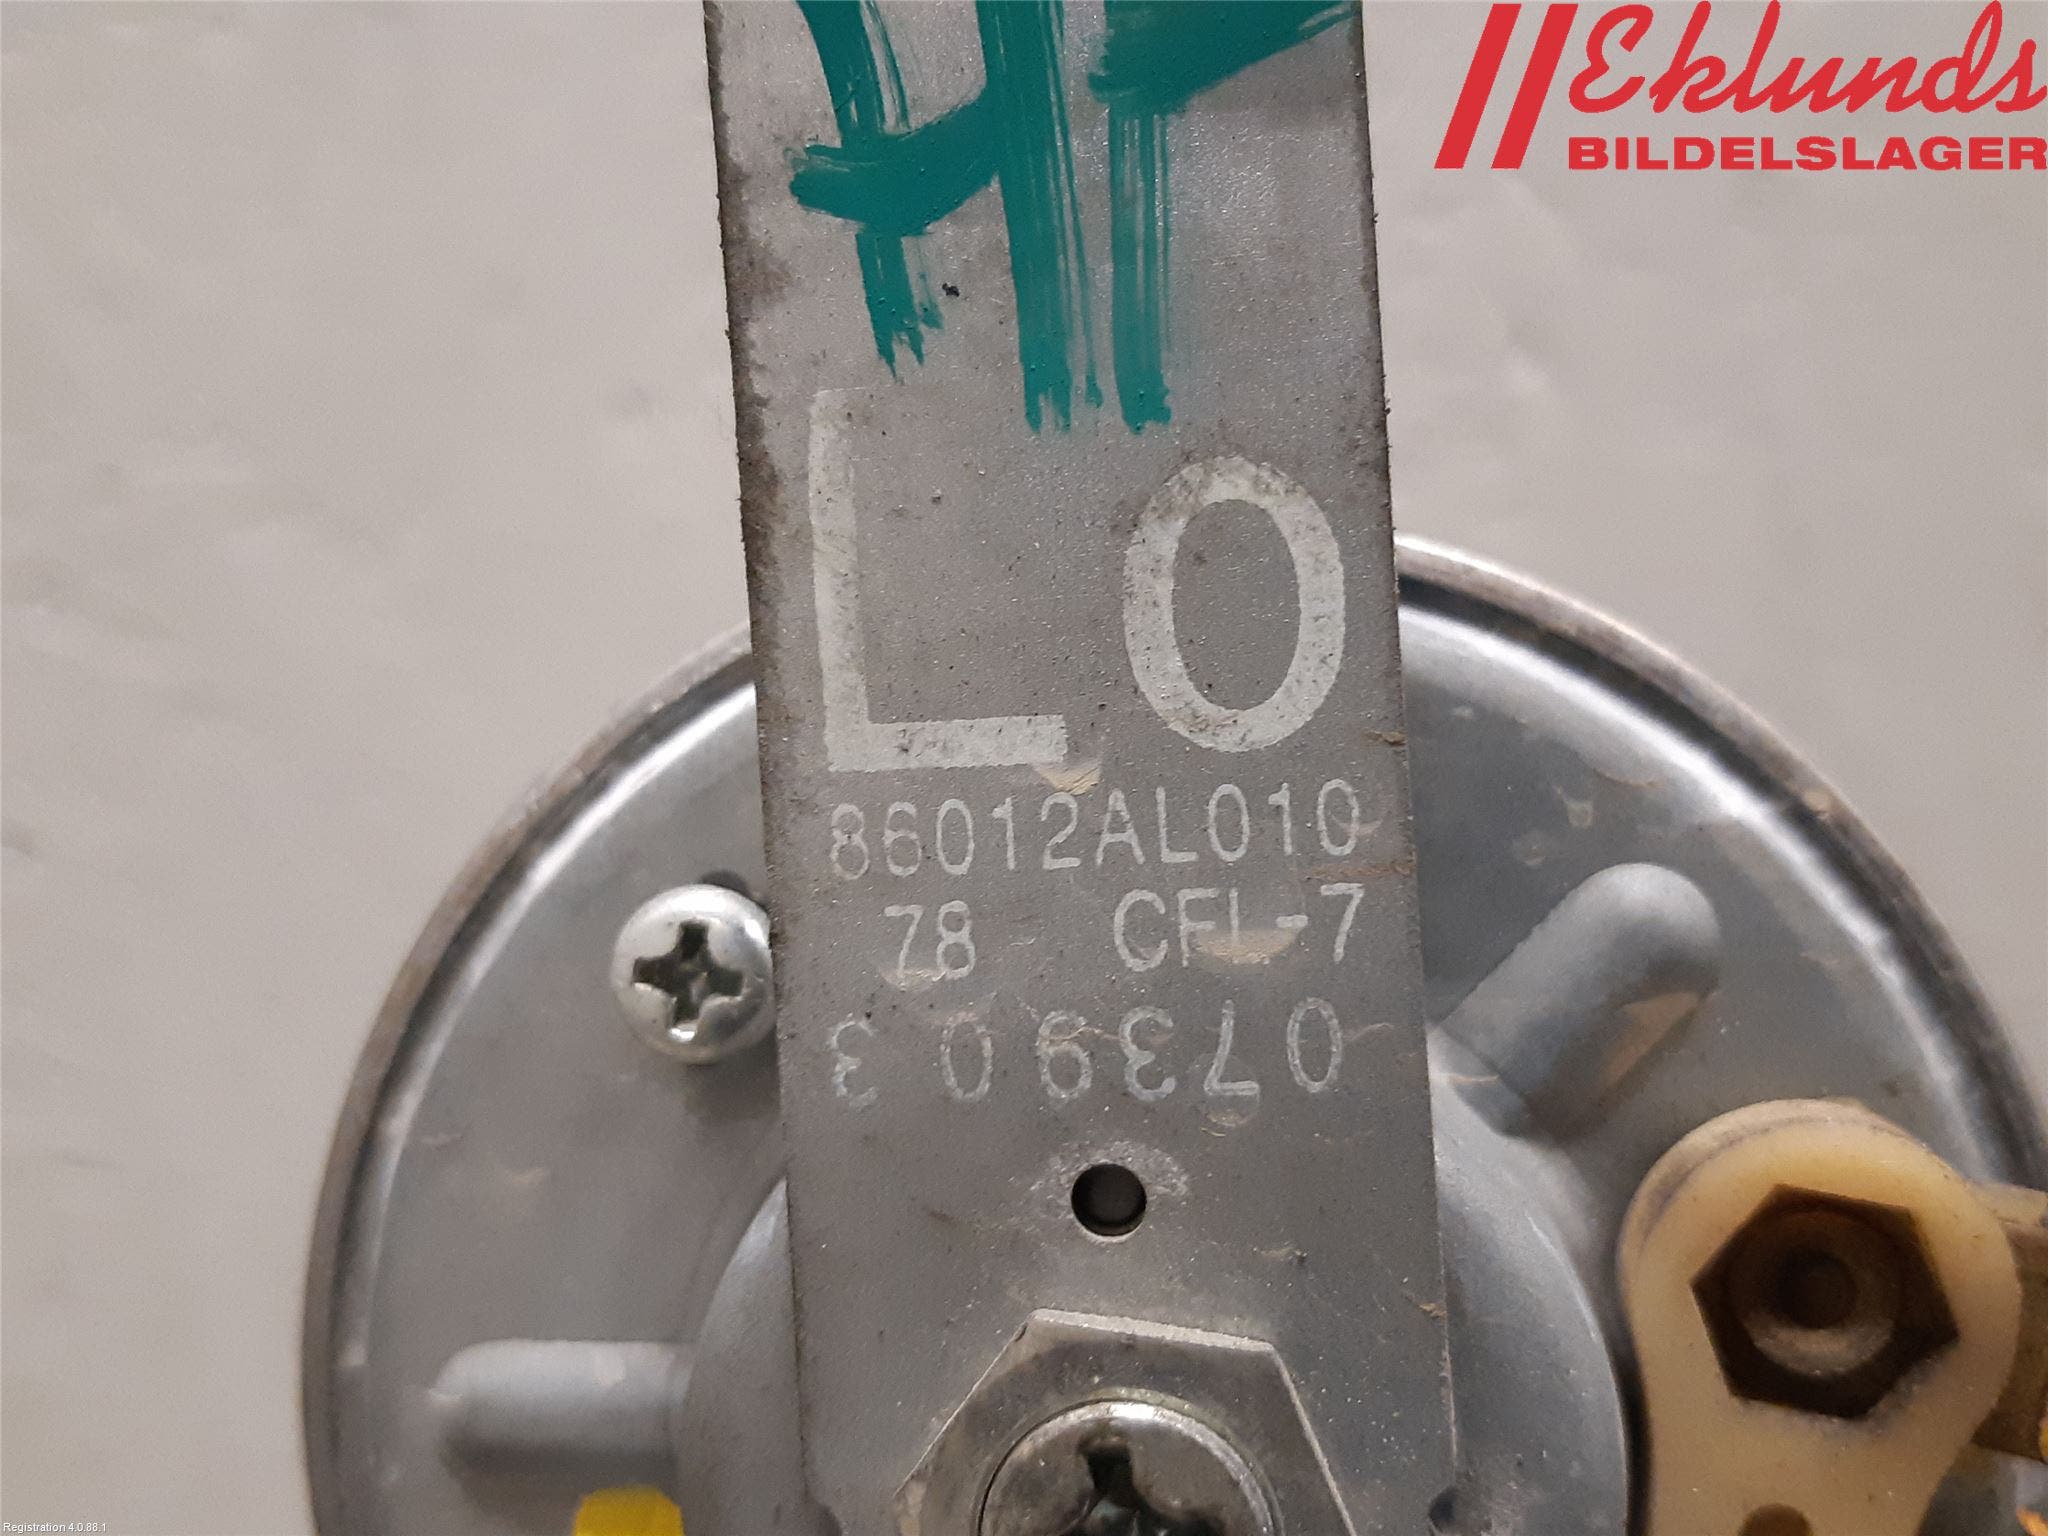 Eklunds
BILDELSLAGER
LO
86012AL010
78 CFL-7
073903
Registration 4.0.88.1